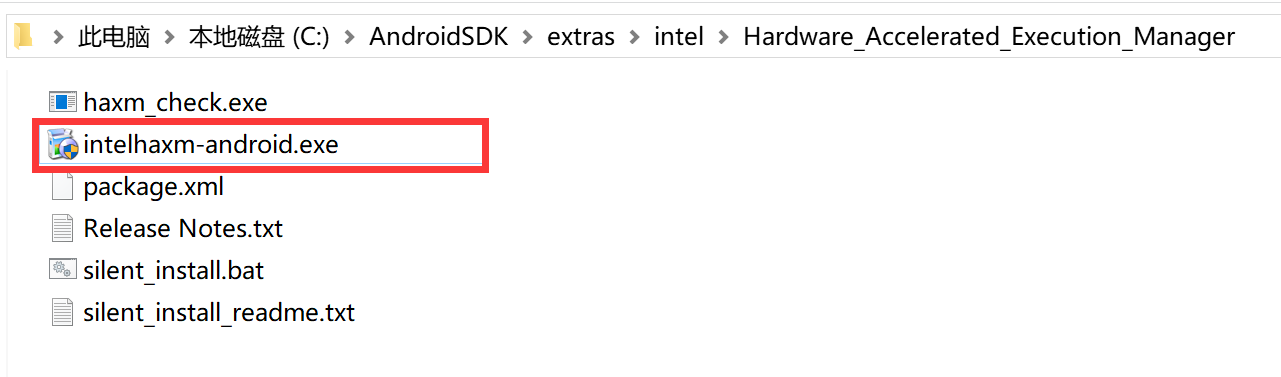 此电脑 本地磁盘 (C:) AndroidSDK extras intel Hardware_Accelerated_Execution_Manager
haxm_check.exe
intelhaxm-android.exe
package.xml
Release Notes.txt
silent_install.bat
silent_install_readme.txt